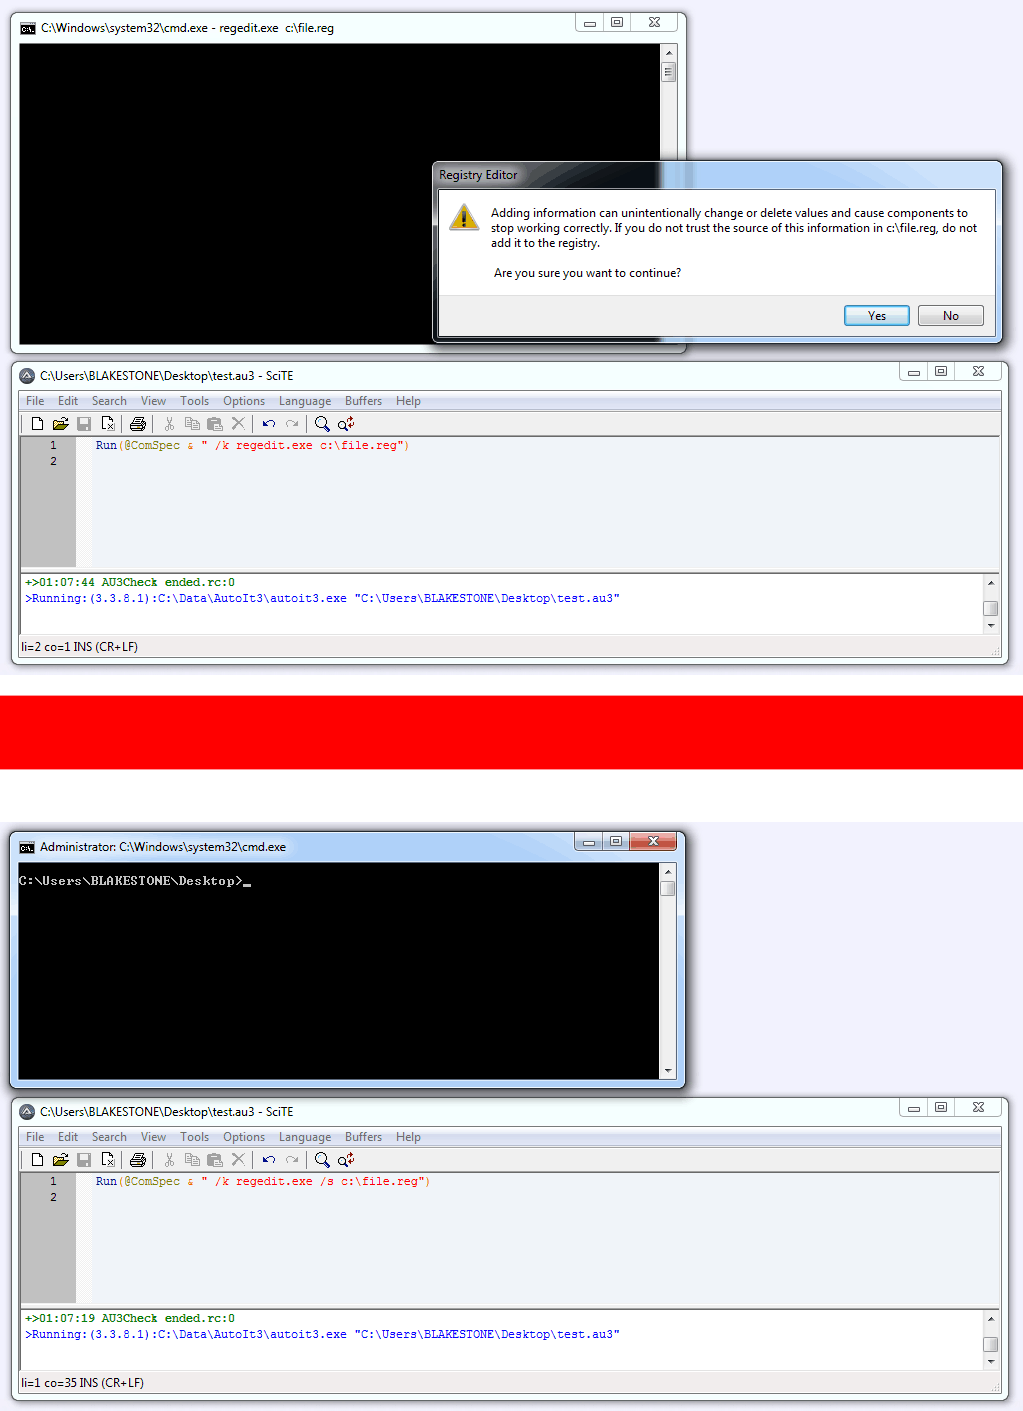 C:\Windows\system32\cmd.exe - regedit.exe  c:\file.reg
Registry Editor
Adding information can unintentionally change or delete values and cause components to
stop working correctly. If you do not trust the source of this information in c:\file.reg, do not
add it to the registry.
Are you sure you want to continue?
Yes No
C:\Users\BLAKESTONE\Desktop\test.au3 - SciTE
File Edit Search View Tools Options Language Buffers Help
1 Run(@ComSpec & " /k regedit.exe c:\file.reg")
2
+>01:07:44 AU3Check ended.rc:0
>Running:(3.3.8.1):C:\Data\AutoIt3\autoit3.exe "C:\Users\BLAKESTONE\Desktop\test.au3"
li=2 co=1 INS (CR+LF)
Administrator: C:\Windows\system32\cmd.exe
C:\Users\BLAKESTONE\Desktop>_
C:\Users\BLAKESTONE\Desktop\test.au3 - SciTE
File Edit Search View Tools Options Language Buffers Help
1 Run(@ComSpec & " /k regedit.exe /s c:\file.reg")
2
+>01:07:19 AU3Check ended.rc:0
>Running:(3.3.8.1):C:\Data\AutoIt3\autoit3.exe "C:\Users\BLAKESTONE\Desktop\test.au3"
li=1 co=35 INS (CR+LF)